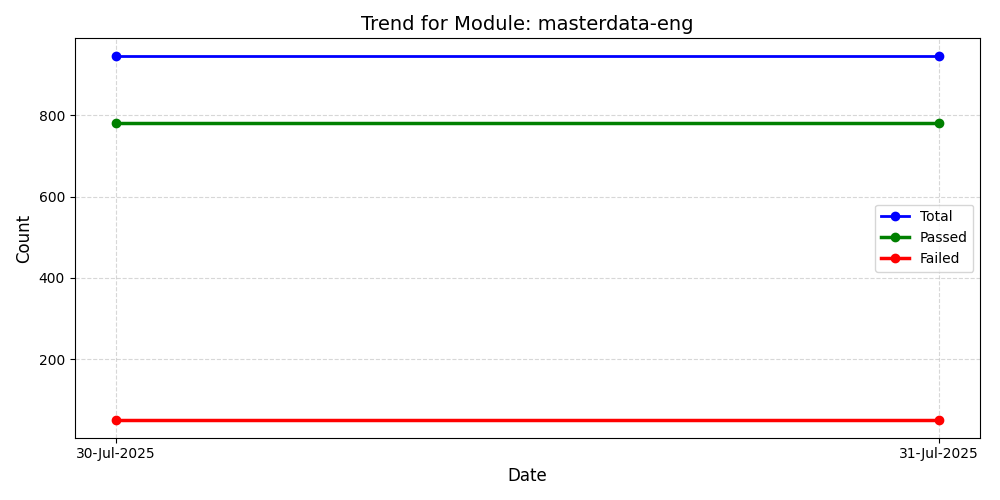 Trend for Module: masterdata-eng
Count
800
600
400
200
Total
Passed
Failed
30-Jul-2025
31-Jul-2025
Date